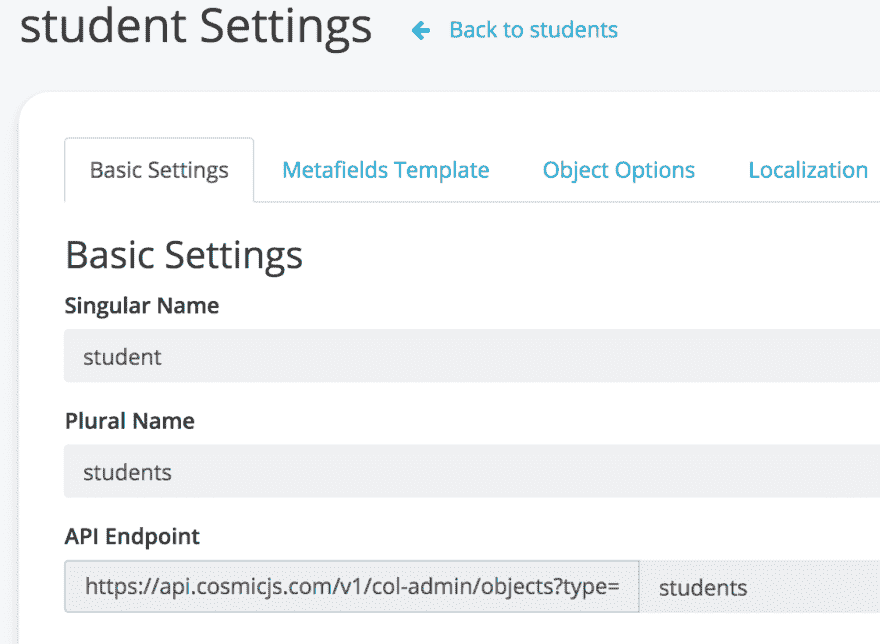 student Settings Back to students
Basic Settings Metafields Template Object Options Localization
Basic Settings
Singular Name
student
Plural Name
students
API Endpoint
https://api.cosmicjs.com/v1/col-admin/objects?type= students